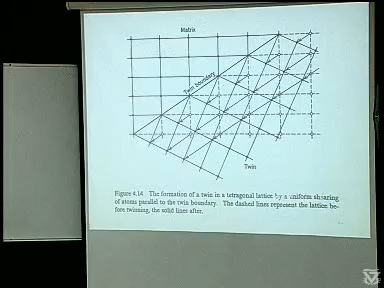 Matrix
Twin boundary
Twin
Figure 4.14 The formation of a twin in a tetragonal lattice by a uniform shearing
of atoms parallel to the twin boundary. The dashed lines represent the lattice be-
fore twinning, the solid lines after.